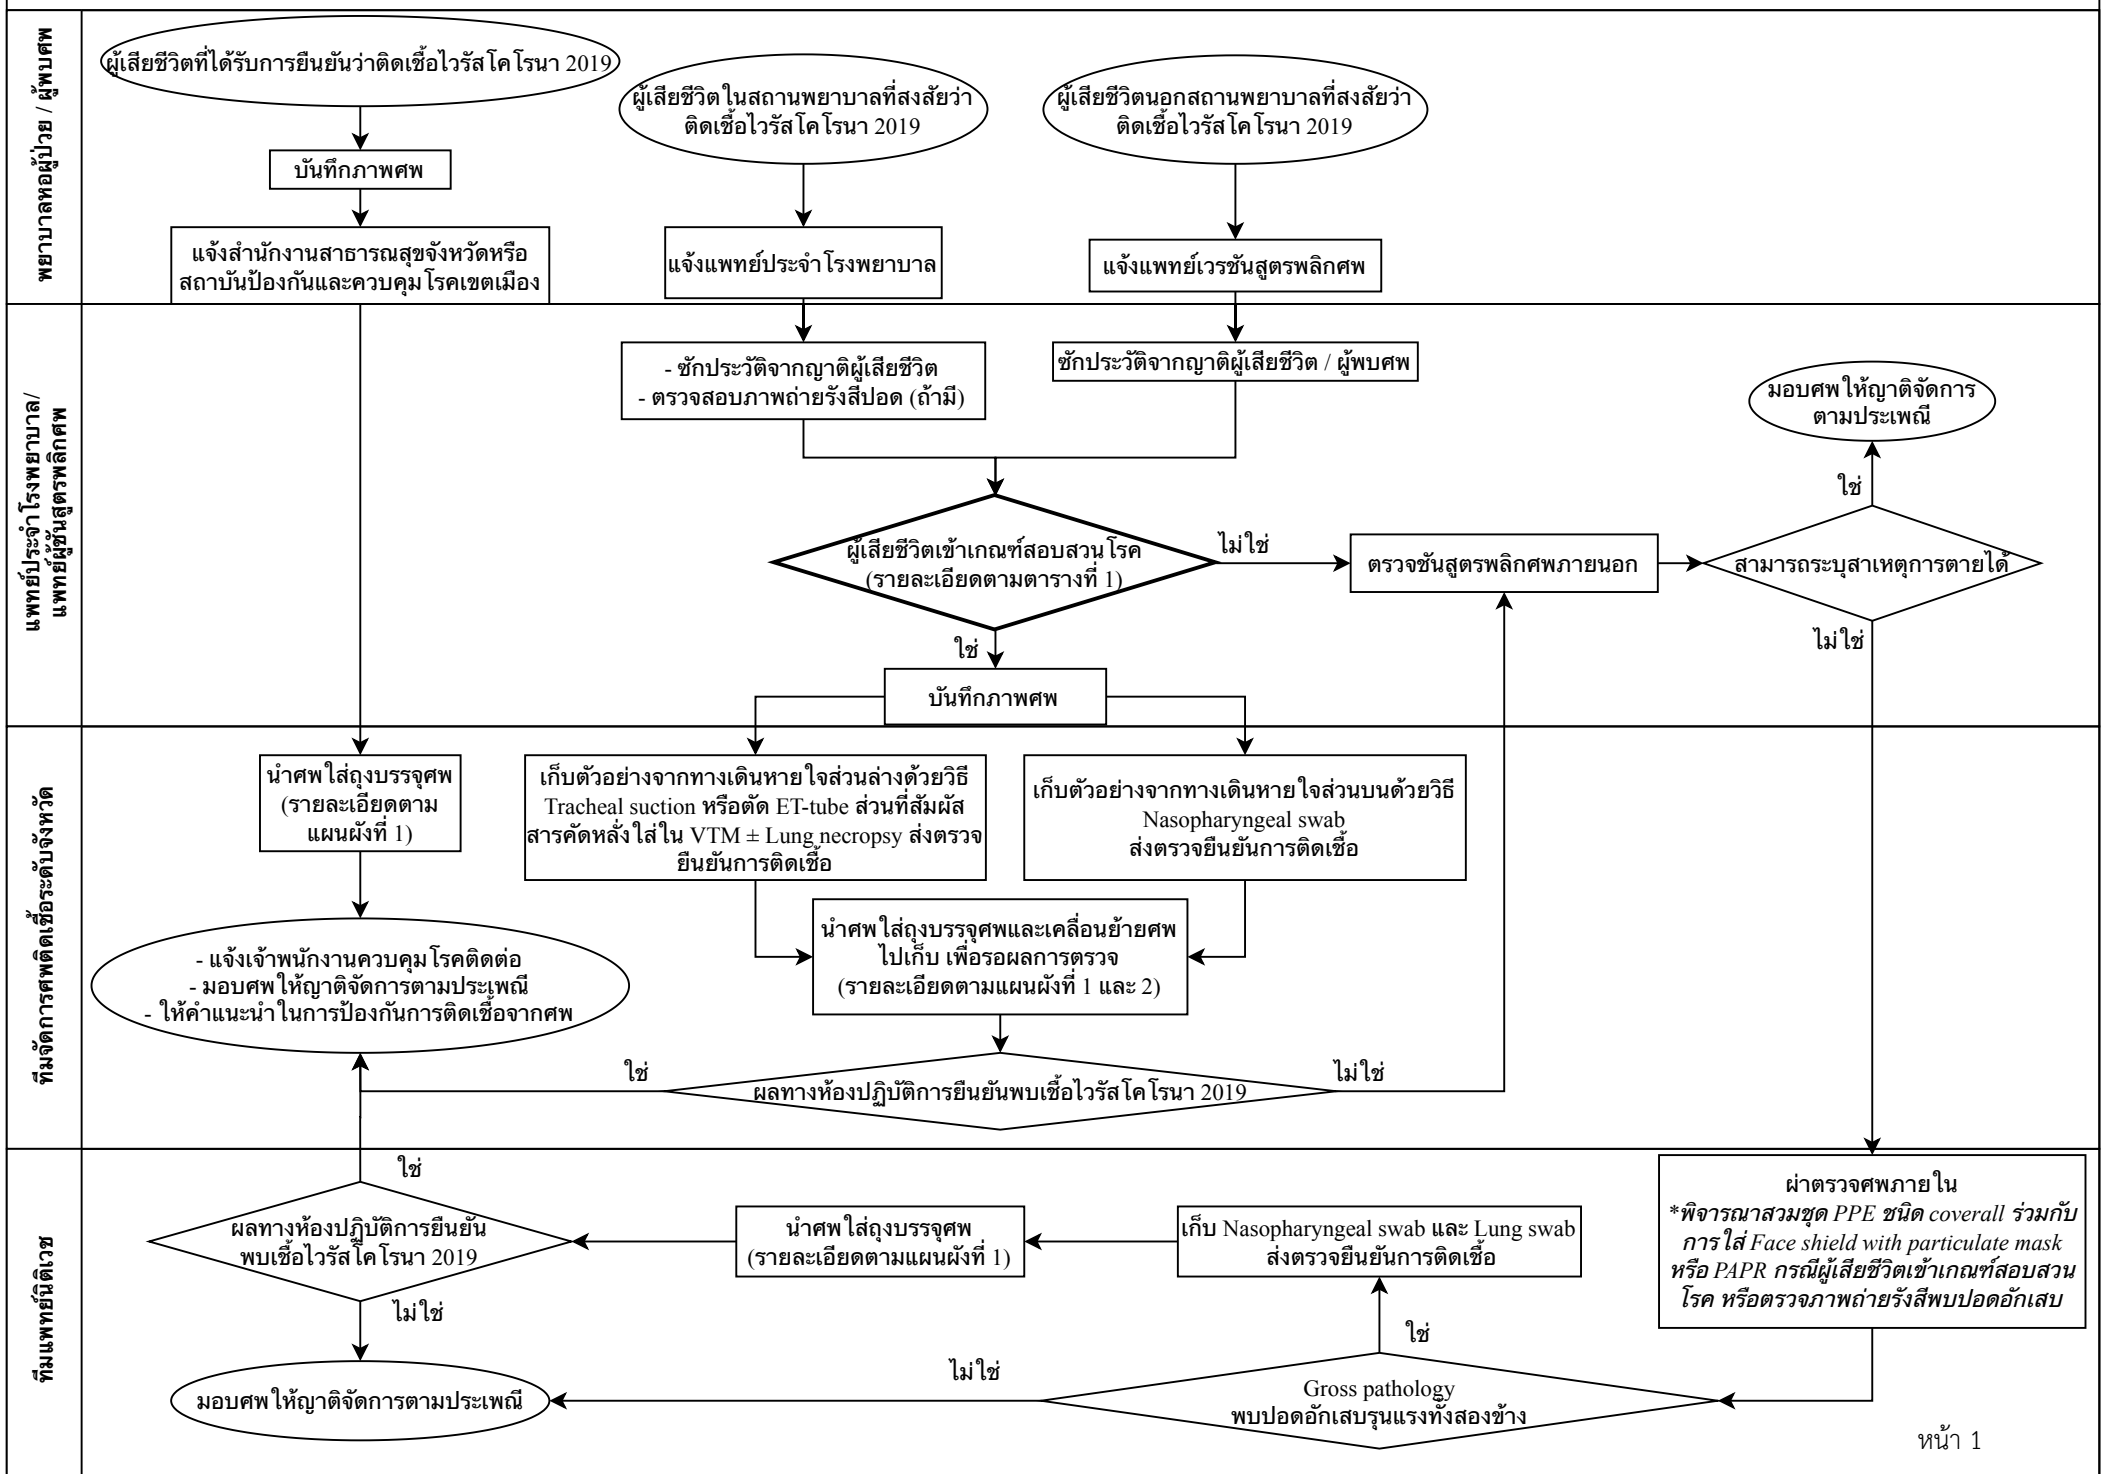 พยาบาลหอผู้ป่วย / ผู้พบศพ
ผู้เสียชีวิตที่ได้รับการยืนยันว่าติดเชื้อไวรัสโคโรนา 2019
ผู้เสียชีวิตในสถานพยาบาลที่สงสัยว่า
ติดเชื้อไวรัสโคโรนา 2019
ผู้เสียชีวิตนอกสถานพยาบาลที่สงสัยว่า
ติดเชื้อไวรัสโคโรนา 2019
บันทึกภาพศพ
แจ้งสำนักงานสาธารณสุขจังหวัดหรือ
สถาบันป้องกันและควบคุมโรคเขตเมือง
แจ้งแพทย์ประจำโรงพยาบาล
แจ้งแพทย์เวรชันสูตรพลิกศพ
แพทย์ประจำโรงพยาบาล/
แพทย์ผู้ชันสูตรพลิกศพ
- ซักประวัติจากญาติผู้เสียชีวิต
- ตรวจสอบภาพถ่ายรังสีปอด (ถ้ามี)
ซักประวัติจากญาติผู้เสียชีวิต / ผู้พบศพ
มอบศพให้ญาติจัดการ
ตามประเพณี
ใช่
ผู้เสียชีวิตเข้าเกณฑ์สอบสวนโรค
(รายละเอียดตามตารางที่ 1)
ไม่ใช่
ตรวจชันสูตรพลิกศพภายนอก
สามารถระบุสาเหตุการตายได้
ไม่ใช่
ใช่
บันทึกภาพศพ
ทีมจัดการศพติดเชื้อระดับจังหวัด
นำศพใส่ถุงบรรจุศพ
(รายละเอียดตาม
แผนผังที่ 1)
เก็บตัวอย่างจากทางเดินหายใจส่วนล่างด้วยวิธี
Tracheal suction หรือตัด ET-tube ส่วนที่สัมผัส
สารคัดหลั่งใส่ใน VTM ± Lung necropsy ส่งตรวจ
ยืนยันการติดเชื้อ
เก็บตัวอย่างจากทางเดินหายใจส่วนบนด้วยวิธี
Nasopharyngeal swab
ส่งตรวจยืนยันการติดเชื้อ
- แจ้งเจ้าพนักงานควบคุมโรคติดต่อ
- มอบศพให้ญาติจัดการตามประเพณี
- ให้คำแนะนำในการป้องกันการติดเชื้อจากศพ
นำศพใส่ถุงบรรจุศพและเคลื่อนย้ายศพ
ไปเก็บ เพื่อรอผลการตรวจ
(รายละเอียดตามแผนผังที่ 1 และ 2)
ใช่
ผลทางห้องปฏิบัติการยืนยันพบเชื้อไวรัสโคโรนา 2019
ไม่ใช่
ทีมแพทย์นิติเวช
ใช่
ผลทางห้องปฏิบัติการยืนยัน
พบเชื้อไวรัสโคโรนา 2019
ไม่ใช่
นำศพใส่ถุงบรรจุศพ
(รายละเอียดตามแผนผังที่ 1)
เก็บ Nasopharyngeal swab และ Lung swab
ส่งตรวจยืนยันการติดเชื้อ
ผ่าตรวจศพภายใน
*พิจารณาสวมชุด PPE ชนิด coverall ร่วมกับ
การใส่ Face shield with particulate mask
หรือ PAPR กรณีผู้เสียชีวิตเข้าเกณฑ์สอบสวน
โรค หรือตรวจภาพถ่ายรังสีพบปอดอักเสบ
ใช่
ไม่ใช่
มอบศพให้ญาติจัดการตามประเพณี
Gross pathology
พบปอดอักเสบรุนแรงทั้งสองข้าง
หน้า 1